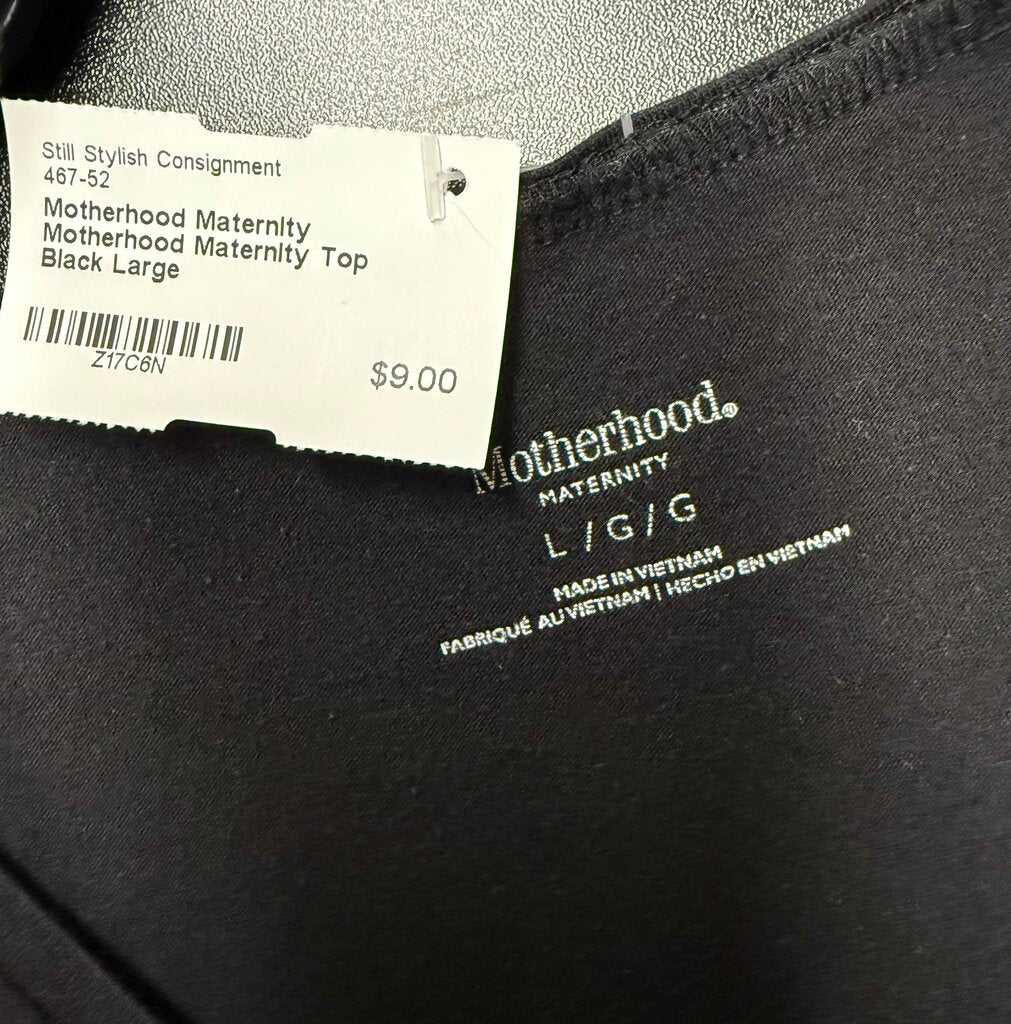 Still Stylish Consignment
467-52
Motherhood Maternity
Motherhood Maternity Top
Black Large
Z17C6N
$9.00
Motherhood®
MATERNITY
L / G / G
MADE IN VIETNAM
FABRIQUÉ AU VIETNAM | HECHO EN VIETNAM